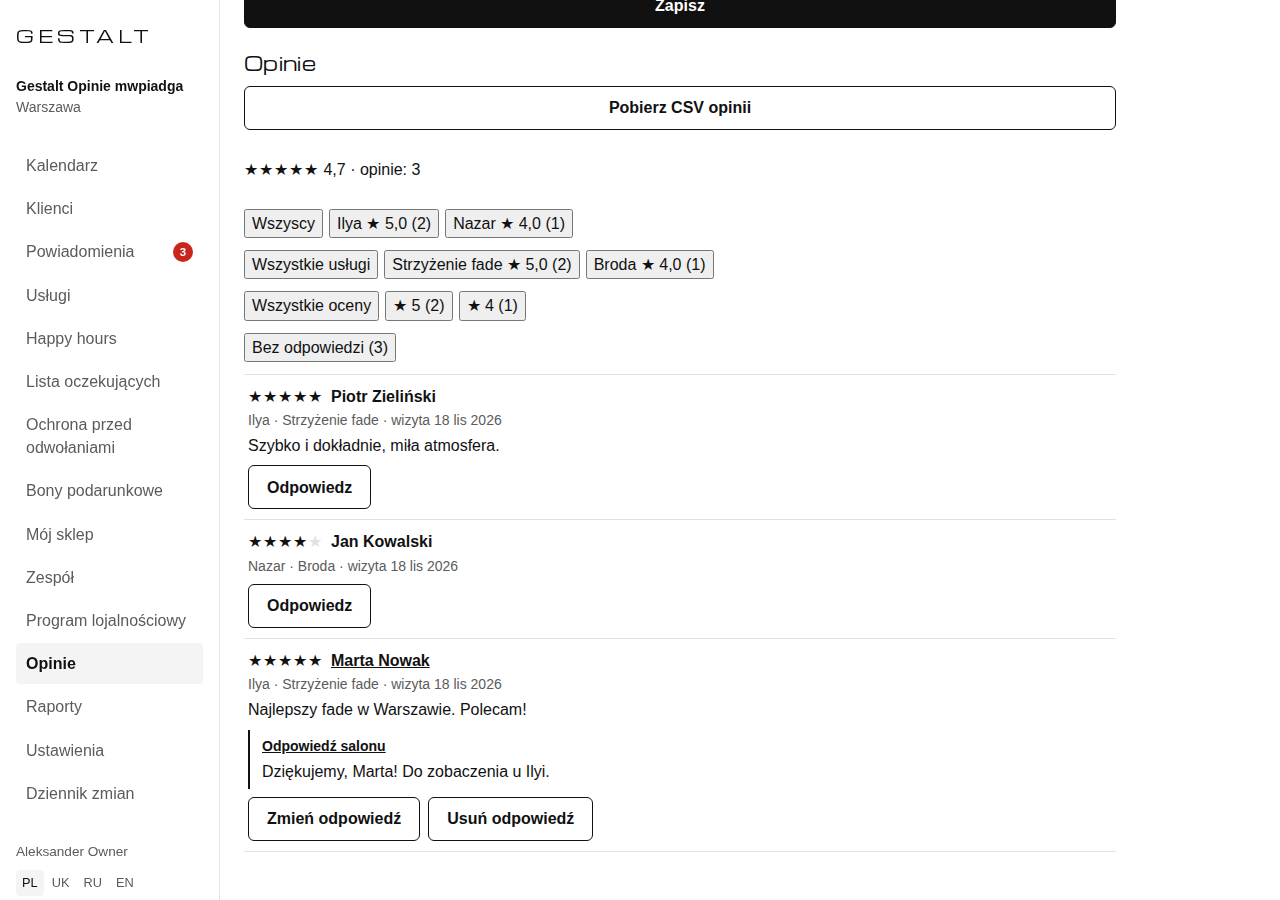 GESTALT
Gestalt Opinie mwpiadga
Warszawa
Kalendarz
Klienci
Powiadomienia 3
Usługi
Happy hours
Lista oczekujących
Ochrona przed
odwołaniami
Bony podarunkowe
Mój sklep
Zespół
Program lojalnościowy
Opinie
Raporty
Ustawienia
Dziennik zmian
Aleksander Owner
PL UK RU EN
Zapisz
Opinie
Pobierz CSV opinii
★★★★★ 4,7 · opinie: 3
Wszyscy Ilya ★ 5,0 (2) Nazar ★ 4,0 (1)
Wszystkie usługi Strzyżenie fade ★ 5,0 (2) Broda ★ 4,0 (1)
Wszystkie oceny ★ 5 (2) ★ 4 (1)
Bez odpowiedzi (3)
★★★★★ Piotr Zieliński
Ilya · Strzyżenie fade · wizyta 18 lis 2026
Szybko i dokładnie, miła atmosfera.
Odpowiedz
★★★★★ Jan Kowalski
Nazar · Broda · wizyta 18 lis 2026
Odpowiedz
★★★★★ Marta Nowak
Ilya · Strzyżenie fade · wizyta 18 lis 2026
Najlepszy fade w Warszawie. Polecam!
Odpowiedź salonu
Dziękujemy, Marta! Do zobaczenia u Ilyi.
Zmień odpowiedź Usuń odpowiedź